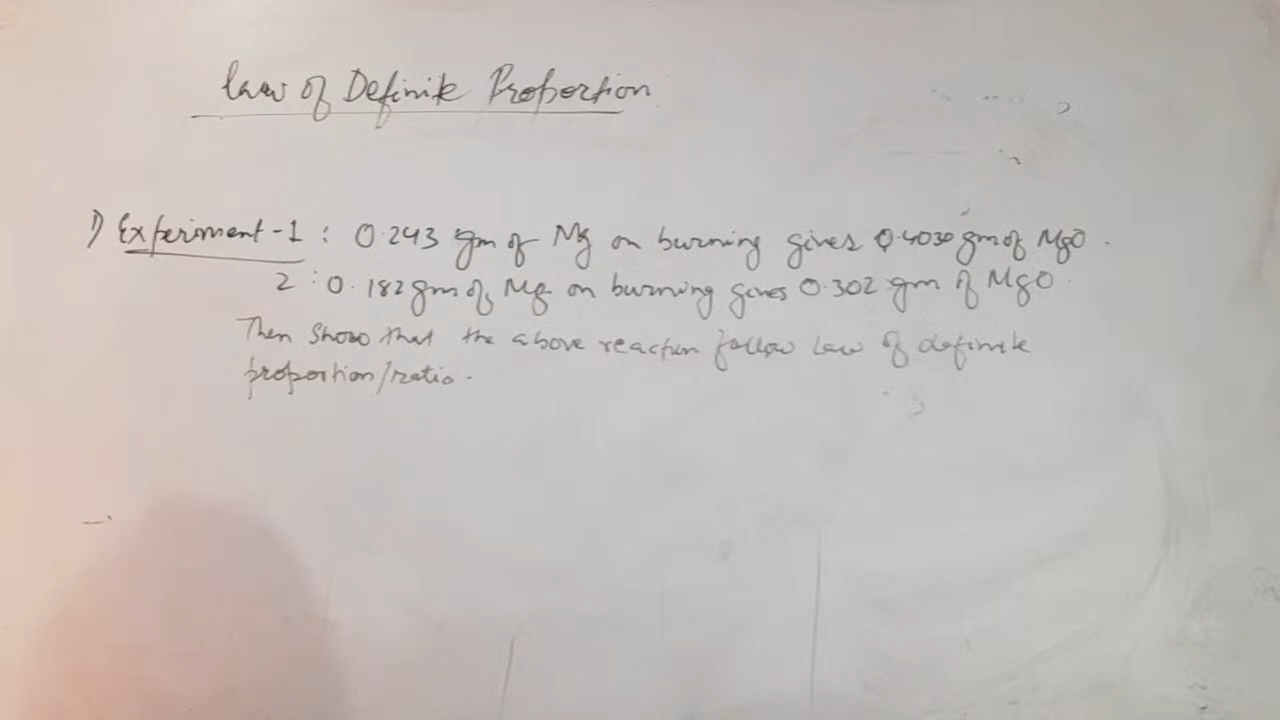 Law of Definite Proportion
1) Experiment-1 : 0.243 gm of Mg on burning gives 0.4030 gm of MgO .
2 : 0.182 gm of Mg on burning gives 0.302 gm of MgO.
Then show that the above reaction follow law of definite
proportion/ratio.